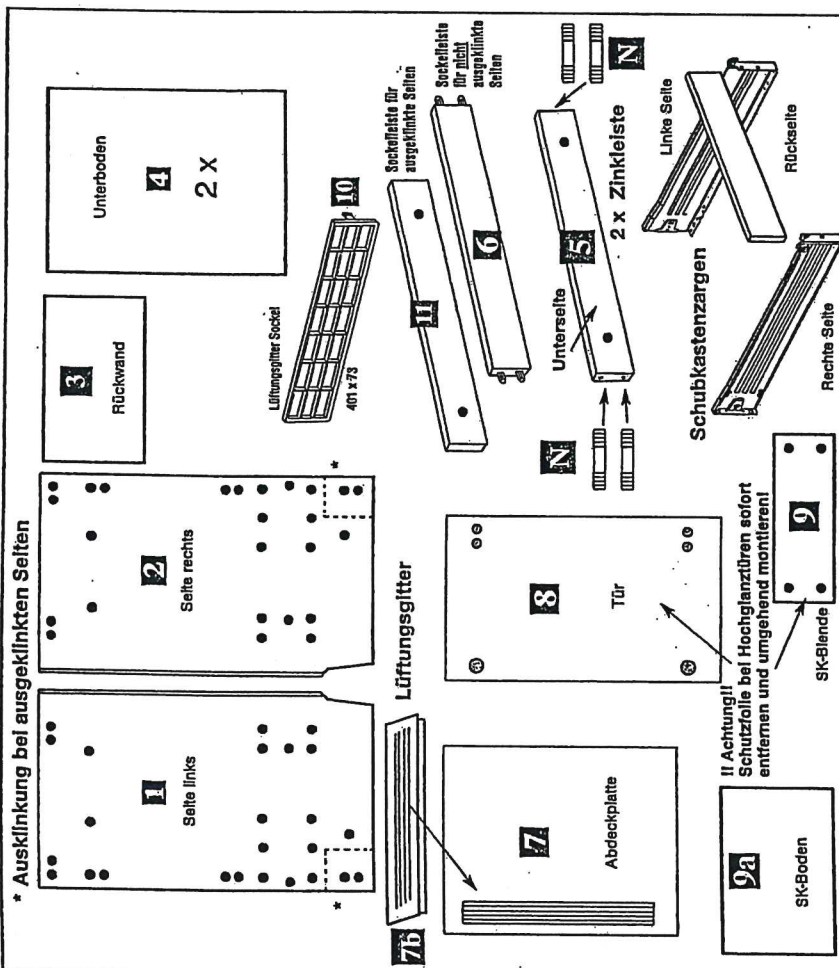 * Ausklinkung bei ausgeklinkten Seiten
1
Seite links
*
2
Seite rechts
*
3
Rückwand
Unterboden
4
2 x
7b
Lüftungsgitter
7
Abdeckplatte
8
Tür
Lüftungsgitter Sockel
401 x 73
10
11
Sockelleiste für
ausgeklinkte Seiten
6
Sockelleiste
für nicht
ausgeklinkte
Seiten
N
Unterseite
5
2 x Zinkleiste
N
9a
SK-Boden
!! Achtung!!
Schutzfolie bei Hochglanztüren sofort
entfernen und umgehend montieren!
SK-Blende
9
Schubkastenzargen
Linke Seite
Rechte Seite
Rückseite